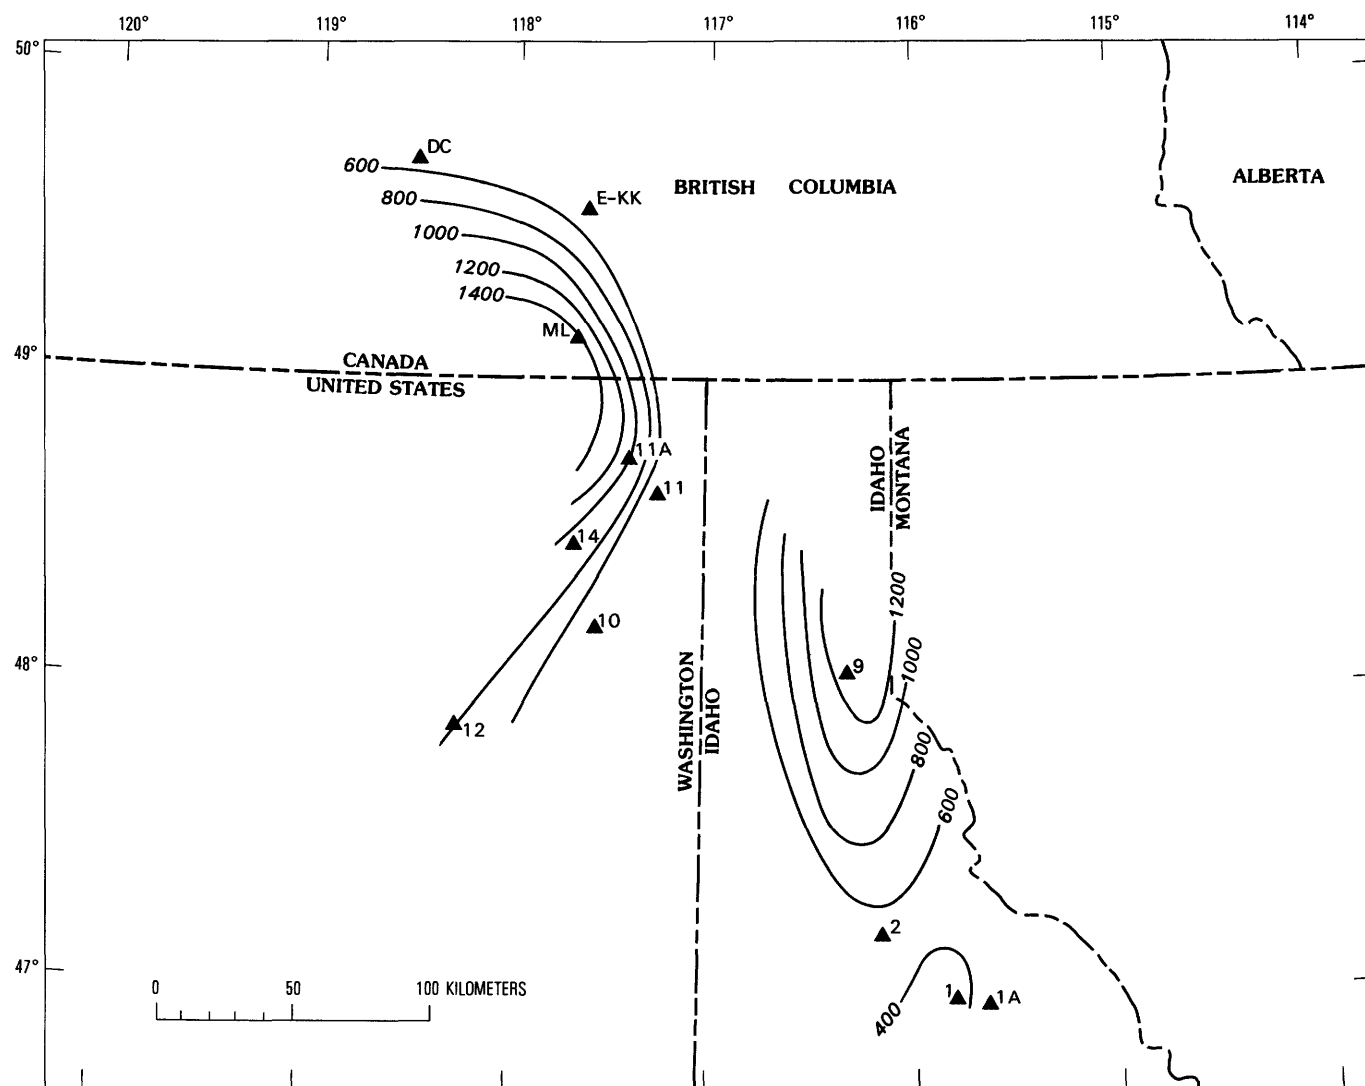 120° 119° 118° 117° 116° 115° 114°
50°
DC
600
ALBERTA
BRITISH COLUMBIA
800
E-KK
1000
1200
1400
ML
49°
CANADA
UNITED STATES
11A
IDAHO
MONTANA
11
14
1200
10
1000
48°
9
WASHINGTON
IDAHO
12
800
600
2
47°
0 50 100 KILOMETERS
1
1A
400